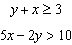 y + x ≥ 3
5x − 2y > 10